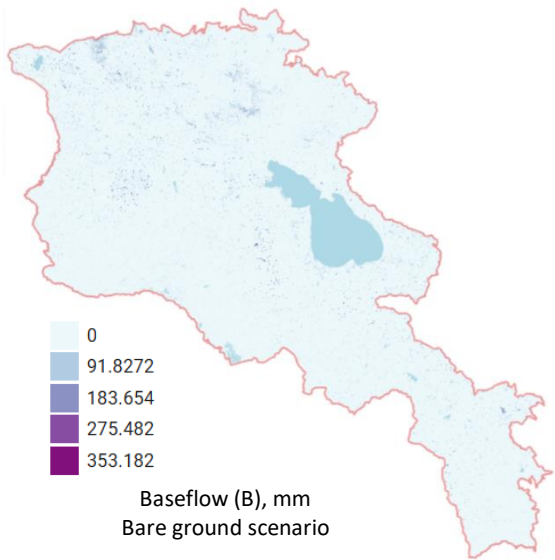 0
91.8272
183.654
275.482
353.182
Baseflow (B), mm
Bare ground scenario